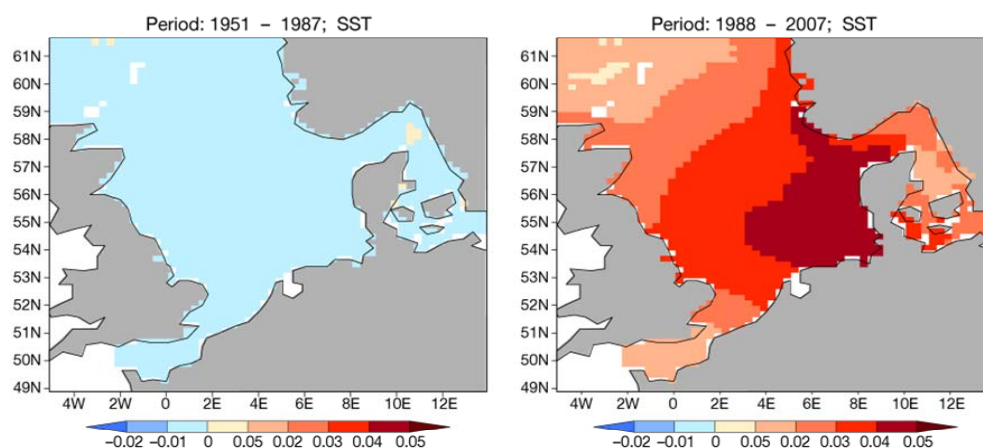 Period: 1951 – 1987; SST
61N
60N
59N
58N
57N
56N
55N
54N
53N
52N
51N
50N
49N
4W 2W 0 2E 4E 6E 8E 10E 12E
−0.02 −0.01 0 0.05 0.02 0.03 0.04 0.05
Period: 1988 – 2007; SST
61N
60N
59N
58N
57N
56N
55N
54N
53N
52N
51N
50N
49N
4W 2W 0 2E 4E 6E 8E 10E 12E
−0.02 −0.01 0 0.05 0.02 0.03 0.04 0.05